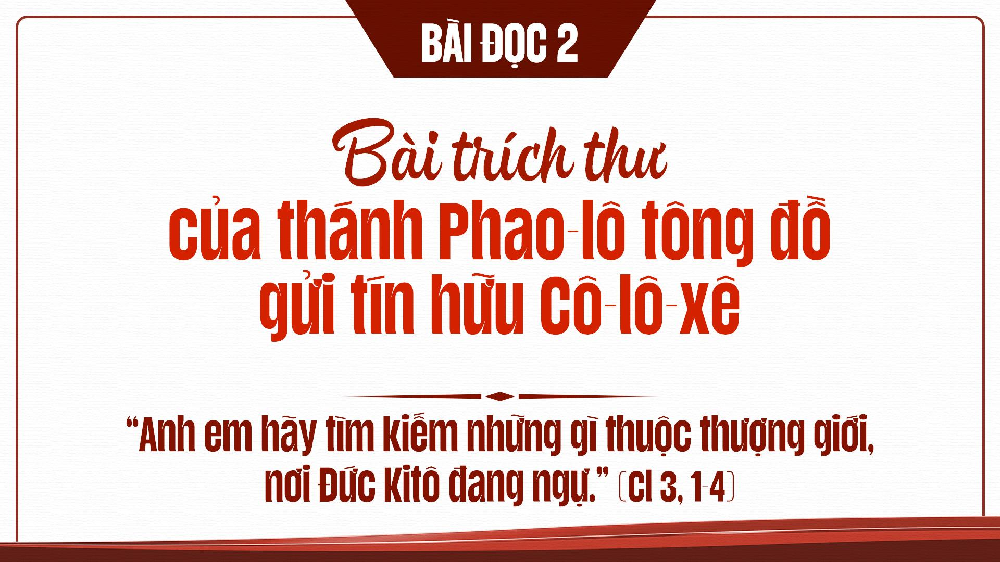 BÀI ĐỌC 2
Bài trích thư
của thánh Phao-lô tông đồ
gửi tín hữu Cô-lô-xê
“Anh em hãy tìm kiếm những gì thuộc thượng giới,
nơi Đức Kitô đang ngự.” (Cl 3, 1-4)